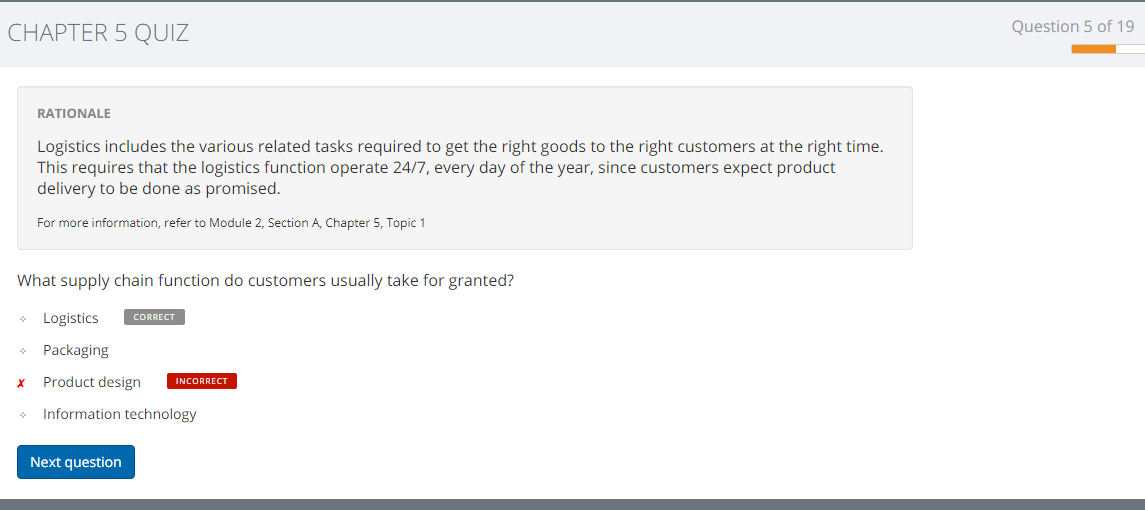 CHAPTER 5 QUIZ
Question 5 of 19
RATIONALE
Logistics includes the various related tasks required to get the right goods to the right customers at the right time.
This requires that the logistics function operate 24/7, every day of the year, since customers expect product
delivery to be done as promised.
For more information, refer to Module 2, Section A, Chapter 5, Topic 1
What supply chain function do customers usually take for granted?
Logistics CORRECT
Packaging
✗ Product design INCORRECT
Information technology
Next question